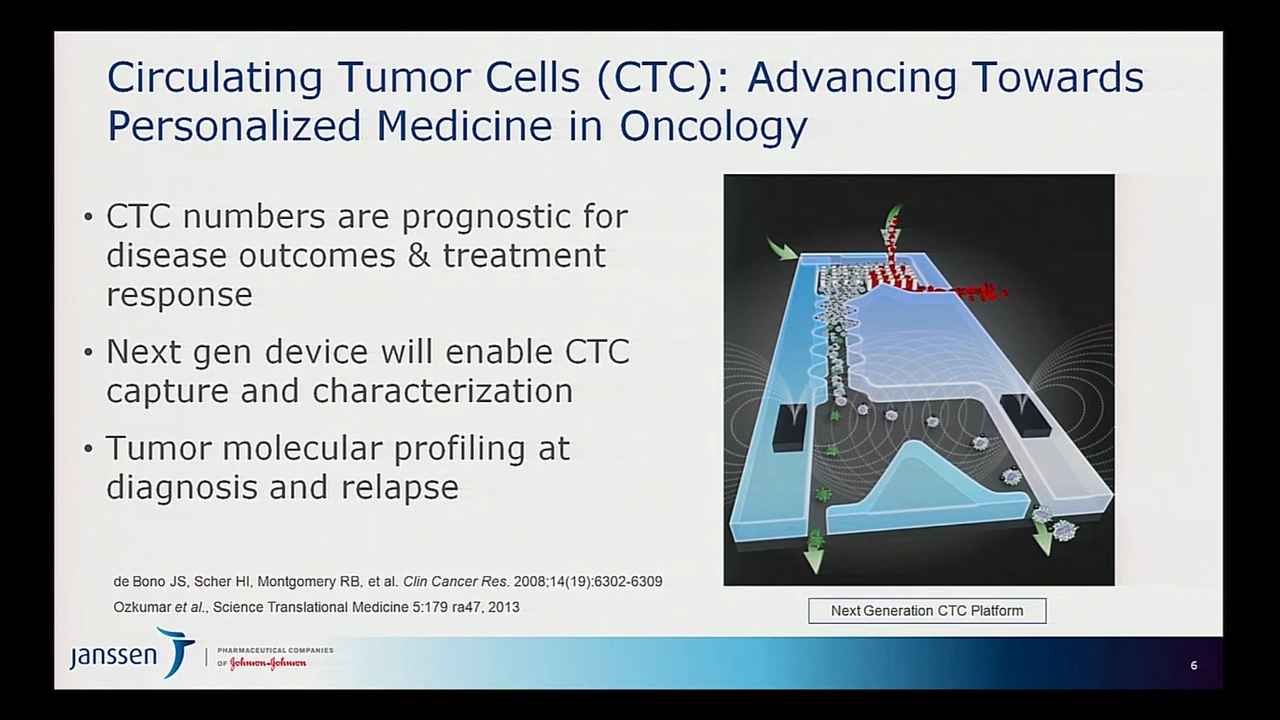 Circulating Tumor Cells (CTC): Advancing Towards
Personalized Medicine in Oncology
• CTC numbers are prognostic for
disease outcomes & treatment
response
• Next gen device will enable CTC
capture and characterization
• Tumor molecular profiling at
diagnosis and relapse
de Bono JS, Scher HI, Montgomery RB, et al. Clin Cancer Res. 2008;14(19):6302-6309
Ozkumar et al., Science Translational Medicine 5:179 ra47, 2013
Next Generation CTC Platform
janssen
PHARMACEUTICAL COMPANIES
OF Johnson-Johnson
6